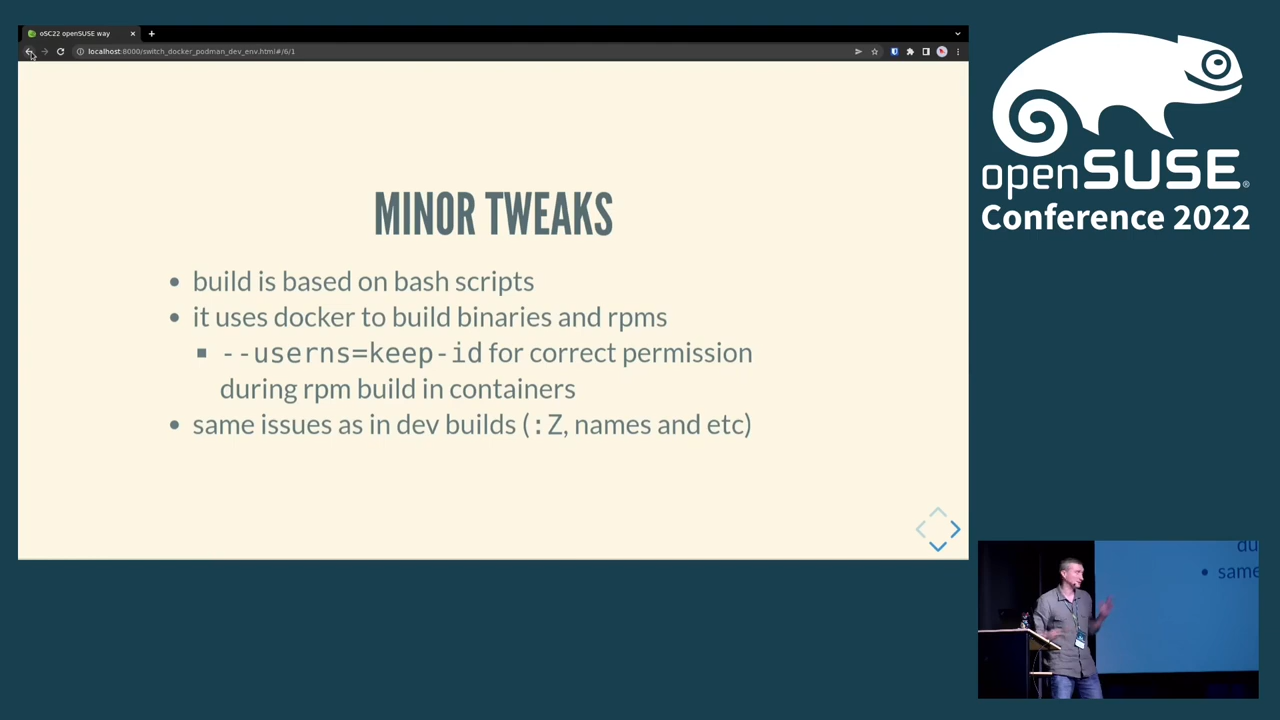 oSC22 openSUSE way
localhost:8000/switch_docker_podman_dev_env.html#/6/1
MINOR TWEAKS
build is based on bash scripts
it uses docker to build binaries and rpms
--userns=keep-id for correct permission
during rpm build in containers
same issues as in dev builds (:Z, names and etc)
openSUSE®
Conference 2022
du
same